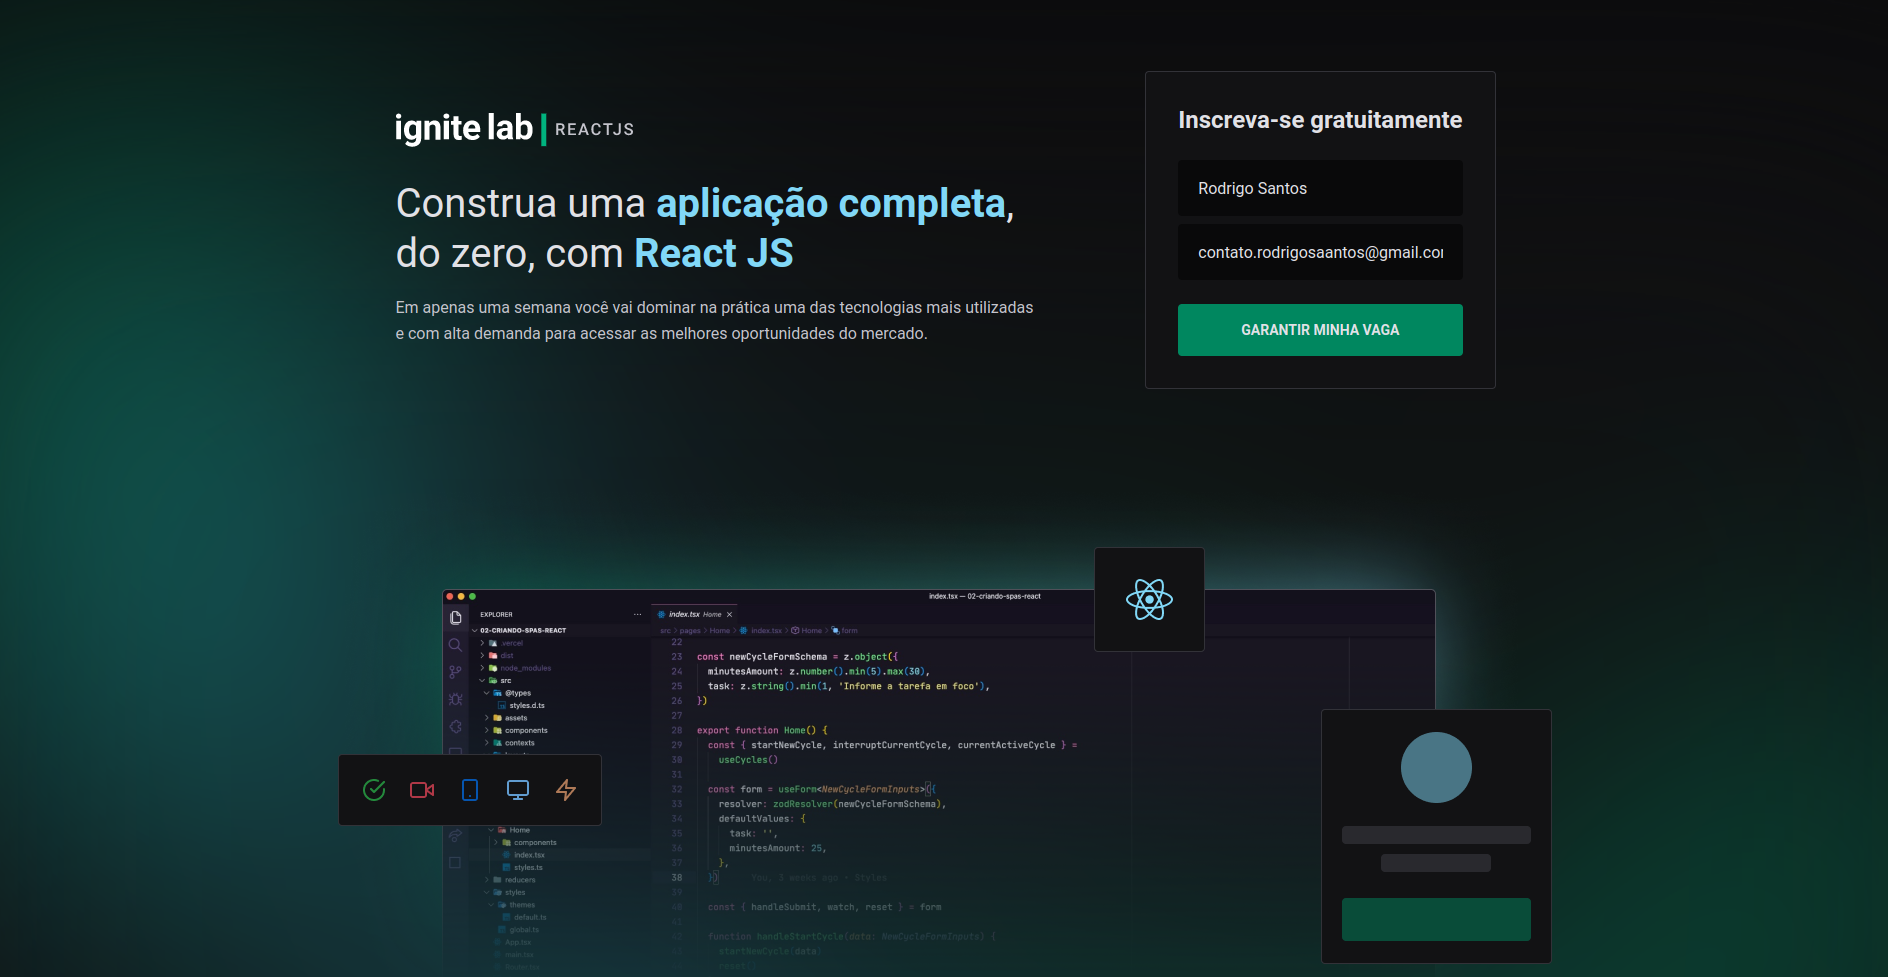 ignite lab | REACTJS
Construa uma aplicação completa,
do zero, com React JS
Em apenas uma semana você vai dominar na prática uma das tecnologias mais utilizadas
e com alta demanda para acessar as melhores oportunidades do mercado.
Inscreva-se gratuitamente
Rodrigo Santos
contato.rodrigosaantos@gmail.co
GARANTIR MINHA VAGA
index.tsx — 02-criando-spas-react
EXPLORER ...
02-CRIANDO-SPAS-REACT
.vercel
dist
node_modules
src
@types
styles.d.ts
assets
components
contexts
Home
components
index.tsx
styles.ts
reducers
styles
themes
default.ts
global.ts
App.tsx
main.tsx
Router.tsx
index.tsx Home ×
src > pages > Home > index.tsx > Home > form
22
23 const newCycleFormSchema = z.object({
24 minutesAmount: z.number().min(5).max(30),
25 task: z.string().min(1, 'Informe a tarefa em foco'),
26 })
27
28 export function Home() {
29 const { startNewCycle, interruptCurrentCycle, currentActiveCycle } =
30 useCycles()
31
32 const form = useForm<NewCycleFormInputs>({
33 resolver: zodResolver(newCycleFormSchema),
34 defaultValues: {
35 task: '',
36 minutesAmount: 25,
37 },
38 }) You, 3 weeks ago • Styles
39
40 const { handleSubmit, watch, reset } = form
41
42 function handleStartCycle(data: NewCycleFormInputs) {
startNewCycle(data)